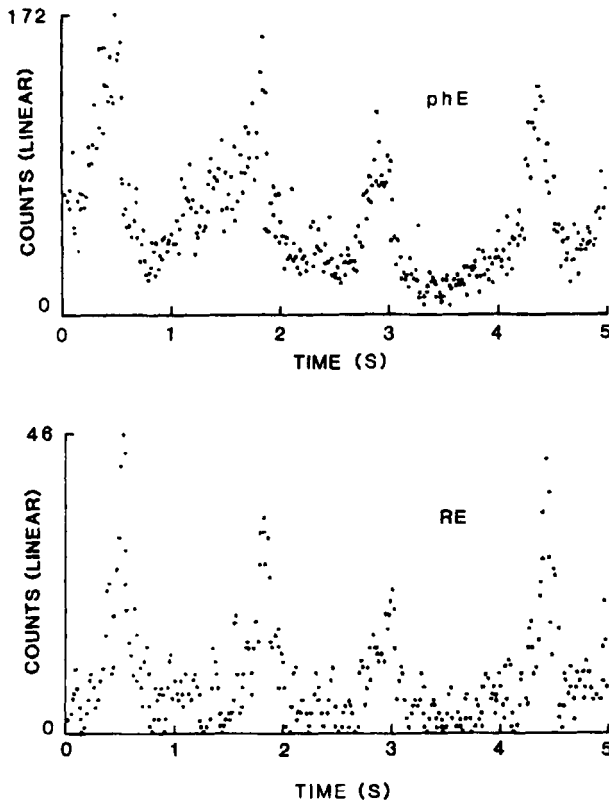 172
phE
COUNTS (LINEAR)
0
0 1 2 3 4 5
TIME (S)
46
RE
COUNTS (LINEAR)
0
0 1 2 3 4 5
TIME (S)